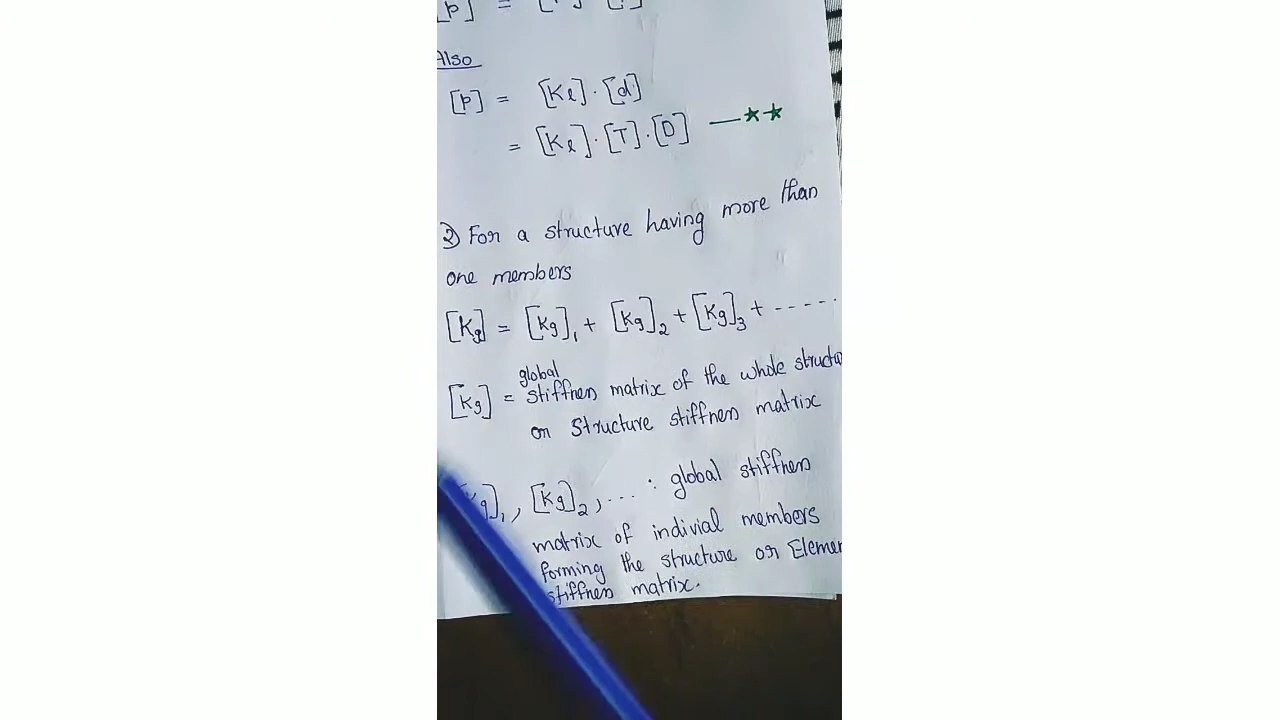 [p] =
Also
[p] = [Kl]·[d]
= [Kl]·[T]·[D] —★★
2) For a structure having more than
one members
[Kg] = [Kg]1 + [Kg]2 + [Kg]3 + -----
global
[Kg] = stiffness matrix of the whole structu
or structure stiffness matrix
g]1, [Kg]2, .... : global stiffness
matrix of indivial members
forming the structure or Elemen
stiffness matrix.